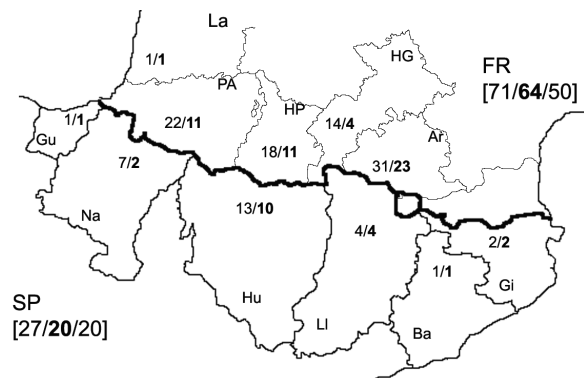 La
1/1
HG
FR
[71/64/50]
PA
HP
1/1
22/11
14/4
Ar
Gu
18/11
31/23
7/2
Na
13/10
4/4
2/2
1/1
Gi
SP
[27/20/20]
Hu
Ll
Ba